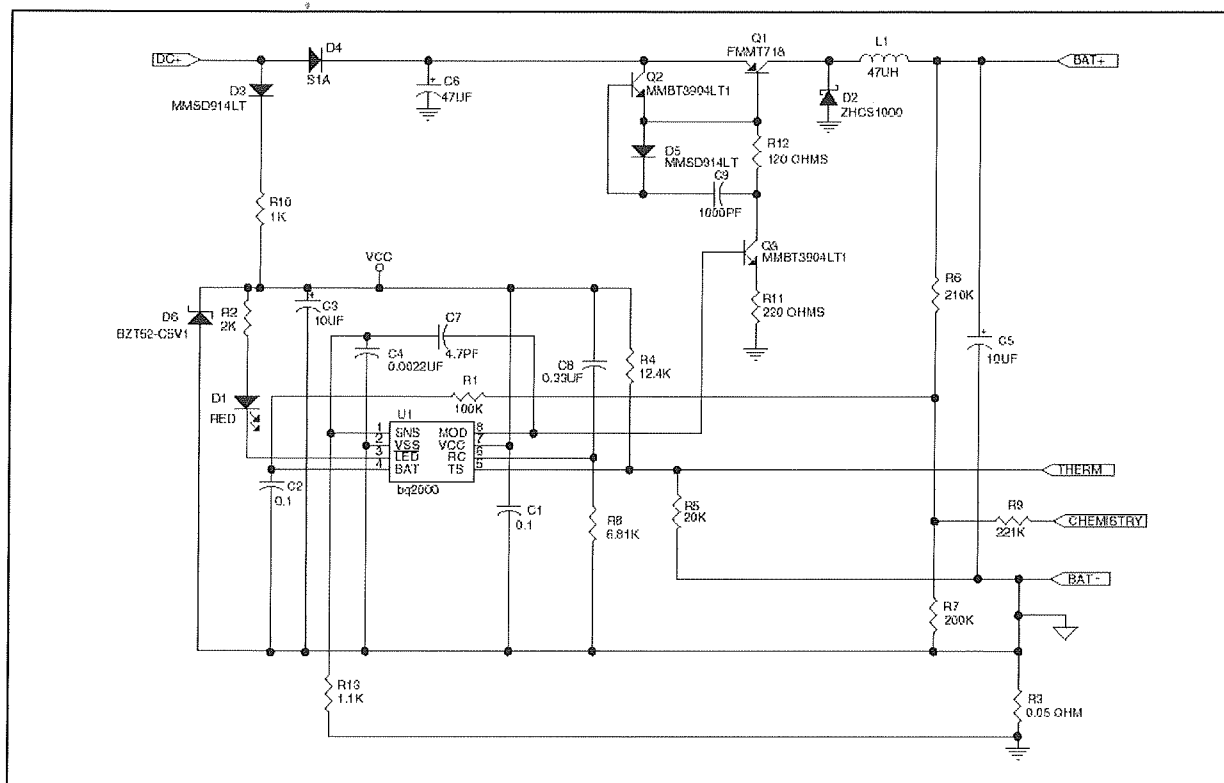 DC+
D4
S1A
D3
MMSD914LT
C6
47UF
Q2
MMBT3904LT1
Q1
FMMT718
L1
47UH
BAT+
D2
ZHCS1000
D5
MMSD914LT
R12
120 OHMS
C9
1000PF
R10
1K
Q3
MMBT3904LT1
VCC
R11
220 OHMS
R6
210K
D6
BZT52-C5V1
R2
2K
C3
10UF
C7
4.7PF
C4
0.0022UF
C8
0.33UF
R4
12.4K
C5
10UF
D1
RED
R1
100K
U1
1 SNS MOD 8
2 VSS VCC 7
3 LED RC 6
4 BAT TS 5
bq2000
THERM
C2
0.1
C1
0.1
R8
6.81K
R5
20K
R9
221K
CHEMISTRY
BAT-
R7
200K
R13
1.1K
R3
0.05 OHM